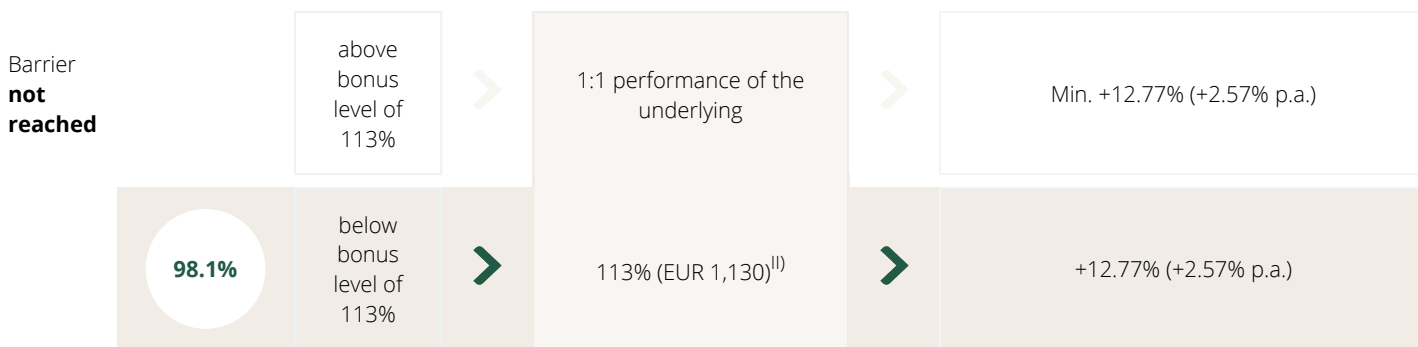 Barrier
not
reached
above
bonus
level of
113%
1:1 performance of the
underlying
Min. +12.77% (+2.57% p.a.)
98.1%
below
bonus
level of
113%
113% (EUR 1,130)II)
+12.77% (+2.57% p.a.)